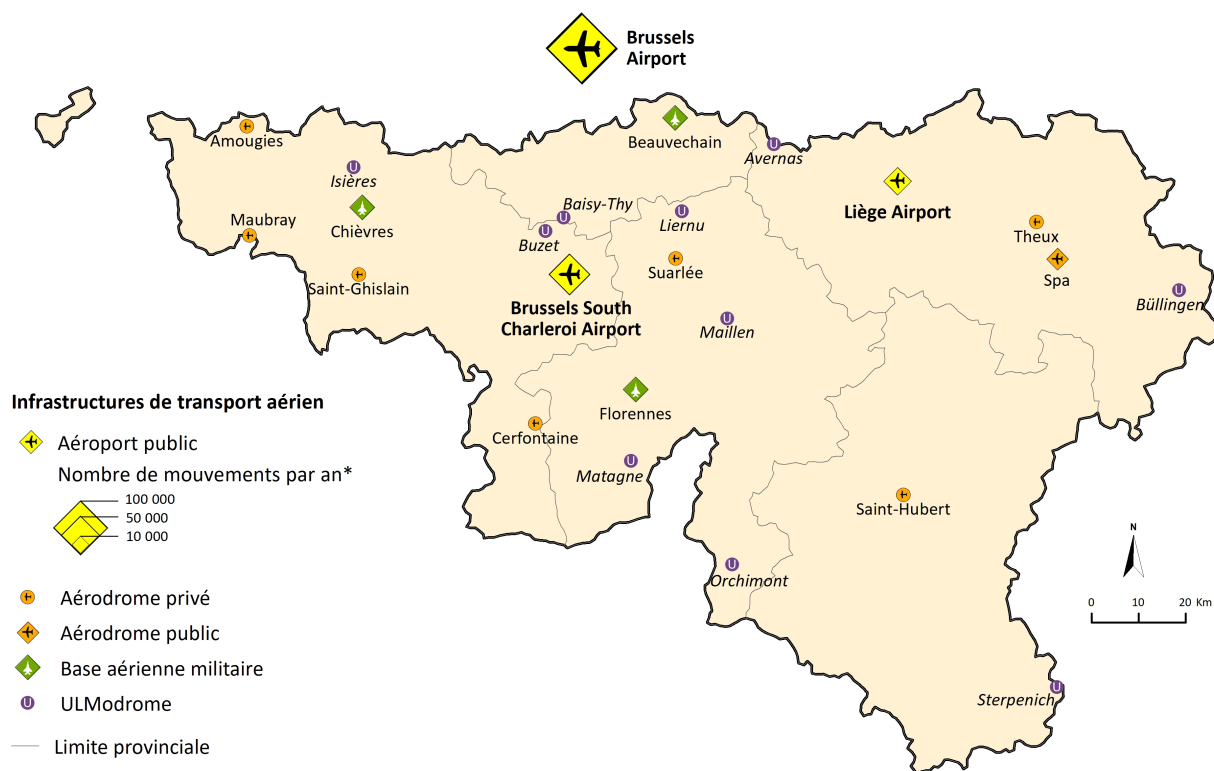 Brussels
Airport
Amougies
Beauvechain
Avernas
Isières
Baisy-Thy
Liernu
Liège Airport
Maubray
Chièvres
Buzet
Theux
Suarlée
Spa
Saint-Ghislain
Büllingen
Brussels South
Charleroi Airport
Maillen
Florennes
Cerfontaine
Matagne
Saint-Hubert
Orchimont
Sterpenich
Infrastructures de transport aérien
Aéroport public
Nombre de mouvements par an*
100 000
50 000
10 000
Aérodrome privé
Aérodrome public
Base aérienne militaire
U ULModrome
Limite provinciale
N
0 10 20 Km
U
U
U
U
U
U
U
U
U
U